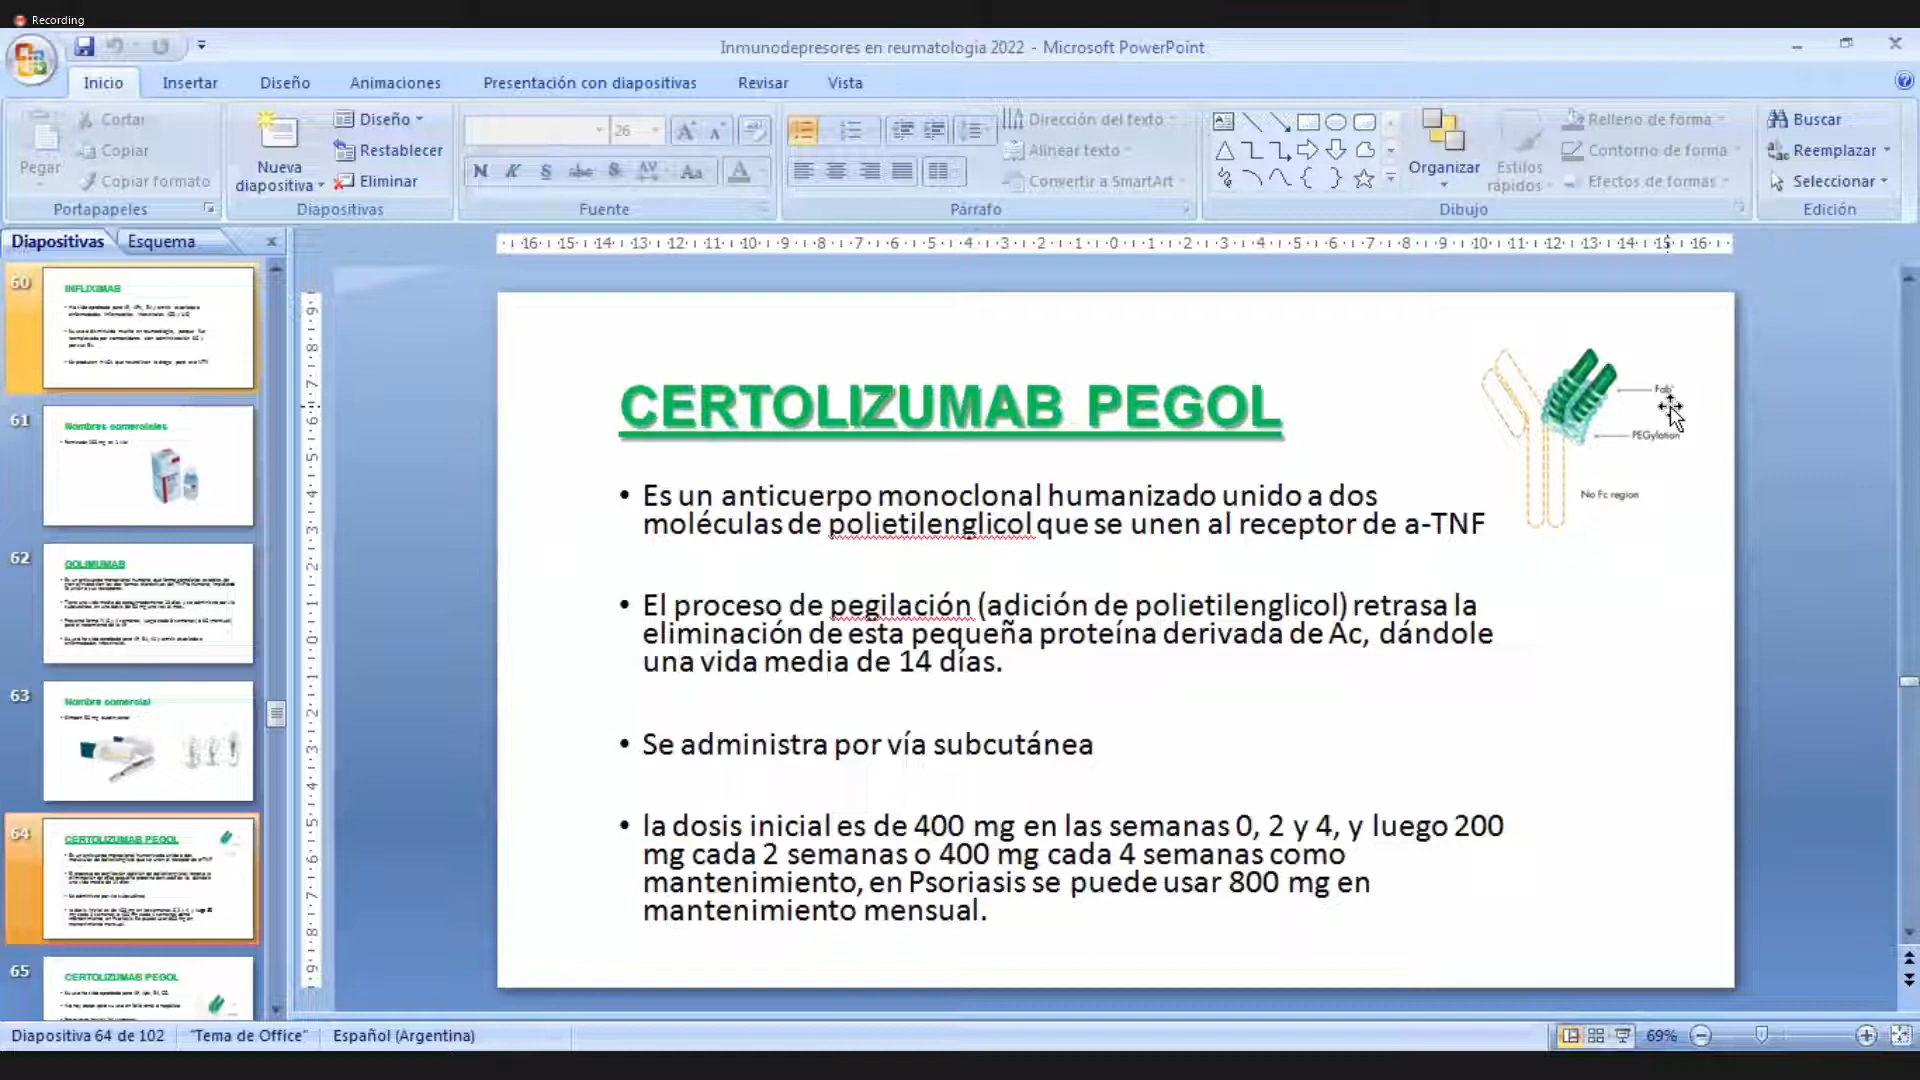 Recording
Inmunodepresores en reumatología 2022 - Microsoft PowerPoint
Inicio
Insertar
Diseño
Animaciones
Presentación con diapositivas
Revisar
Vista
Pegar
Cortar
Copiar
Copiar formato
Portapapeles
Nueva
diapositiva
Diseño
Restablecer
Eliminar
Diapositivas
26
Fuente
Dirección del texto
Alinear texto
Convertir a SmartArt
Párrafo
Organizar
Estilos
rápidos
Relleno de forma
Contorno de forma
Efectos de formas
Dibujo
Buscar
Reemplazar
Seleccionar
Edición
Diapositivas
Esquema
60
INFLIXIMAB
61
Nombres comerciales
62
GOLIMUMAB
63
Nombre comercial
64
CERTOLIZUMAB PEGOL
65
CERTOLIZUMAB PEGOL
CERTOLIZUMAB PEGOL
Fab'
PEGylation
No Fc region
• Es un anticuerpo monoclonal humanizado unido a dos
moléculas de polietilenglicol que se unen al receptor de a-TNF
• El proceso de pegilación (adición de polietilenglicol) retrasa la
eliminación de esta pequeña proteína derivada de Ac, dándole
una vida media de 14 días.
• Se administra por vía subcutánea
• la dosis inicial es de 400 mg en las semanas 0, 2 y 4, y luego 200
mg cada 2 semanas o 400 mg cada 4 semanas como
mantenimiento, en Psoriasis se puede usar 800 mg en
mantenimiento mensual.
Diapositiva 64 de 102
"Tema de Office"
Español (Argentina)
69%